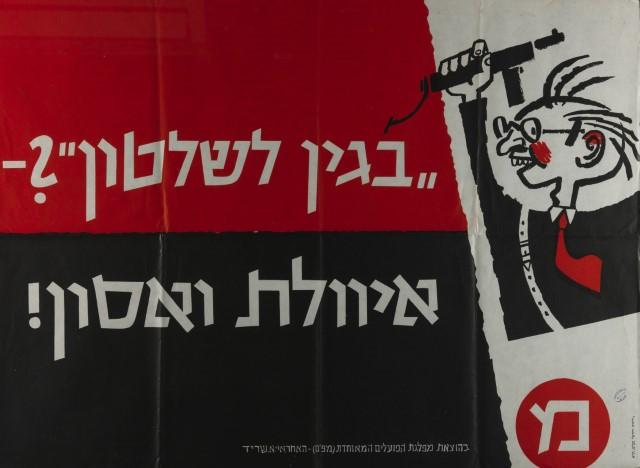 „בגין לשלטון”?-
איוולת ואסון!
מ
בהוצאת מפלגת הפועלים המאוחדת (מפ"ם) - האחראי: א. שריד